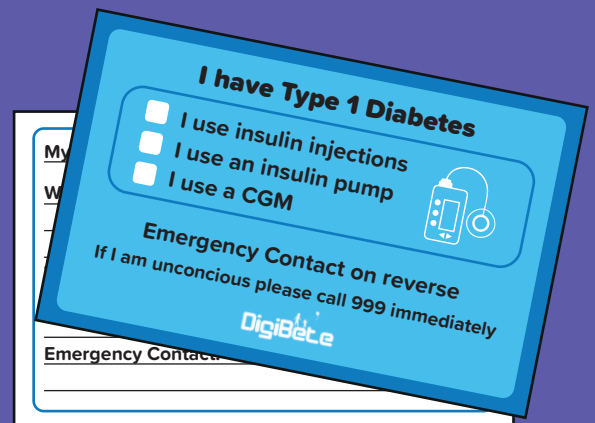 I have Type 1 Diabetes
I use insulin injections
I use an insulin pump
I use a CGM
Emergency Contact on reverse
If I am unconcious please call 999 immediately
DigiBete
My
W
Emergency Contact: